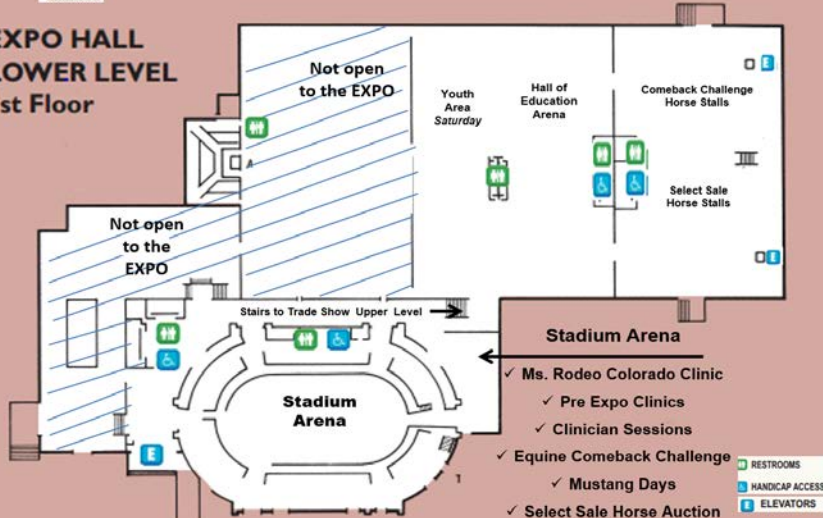 EXPO HALL
LOWER LEVEL
st Floor
Not open
to the EXPO
Youth
Area
Saturday
Hall of
Education
Arena
Comeback Challenge
Horse Stalls
E
Select Sale
Horse Stalls
E
Not open
to the
EXPO
Stairs to Trade Show Upper Level
Stadium
Arena
E
Stadium Arena
✓ Ms. Rodeo Colorado Clinic
✓ Pre Expo Clinics
✓ Clinician Sessions
✓ Equine Comeback Challenge
✓ Mustang Days
✓ Select Sale Horse Auction
RESTROOMS
HANDICAP ACCESS
E ELEVATORS